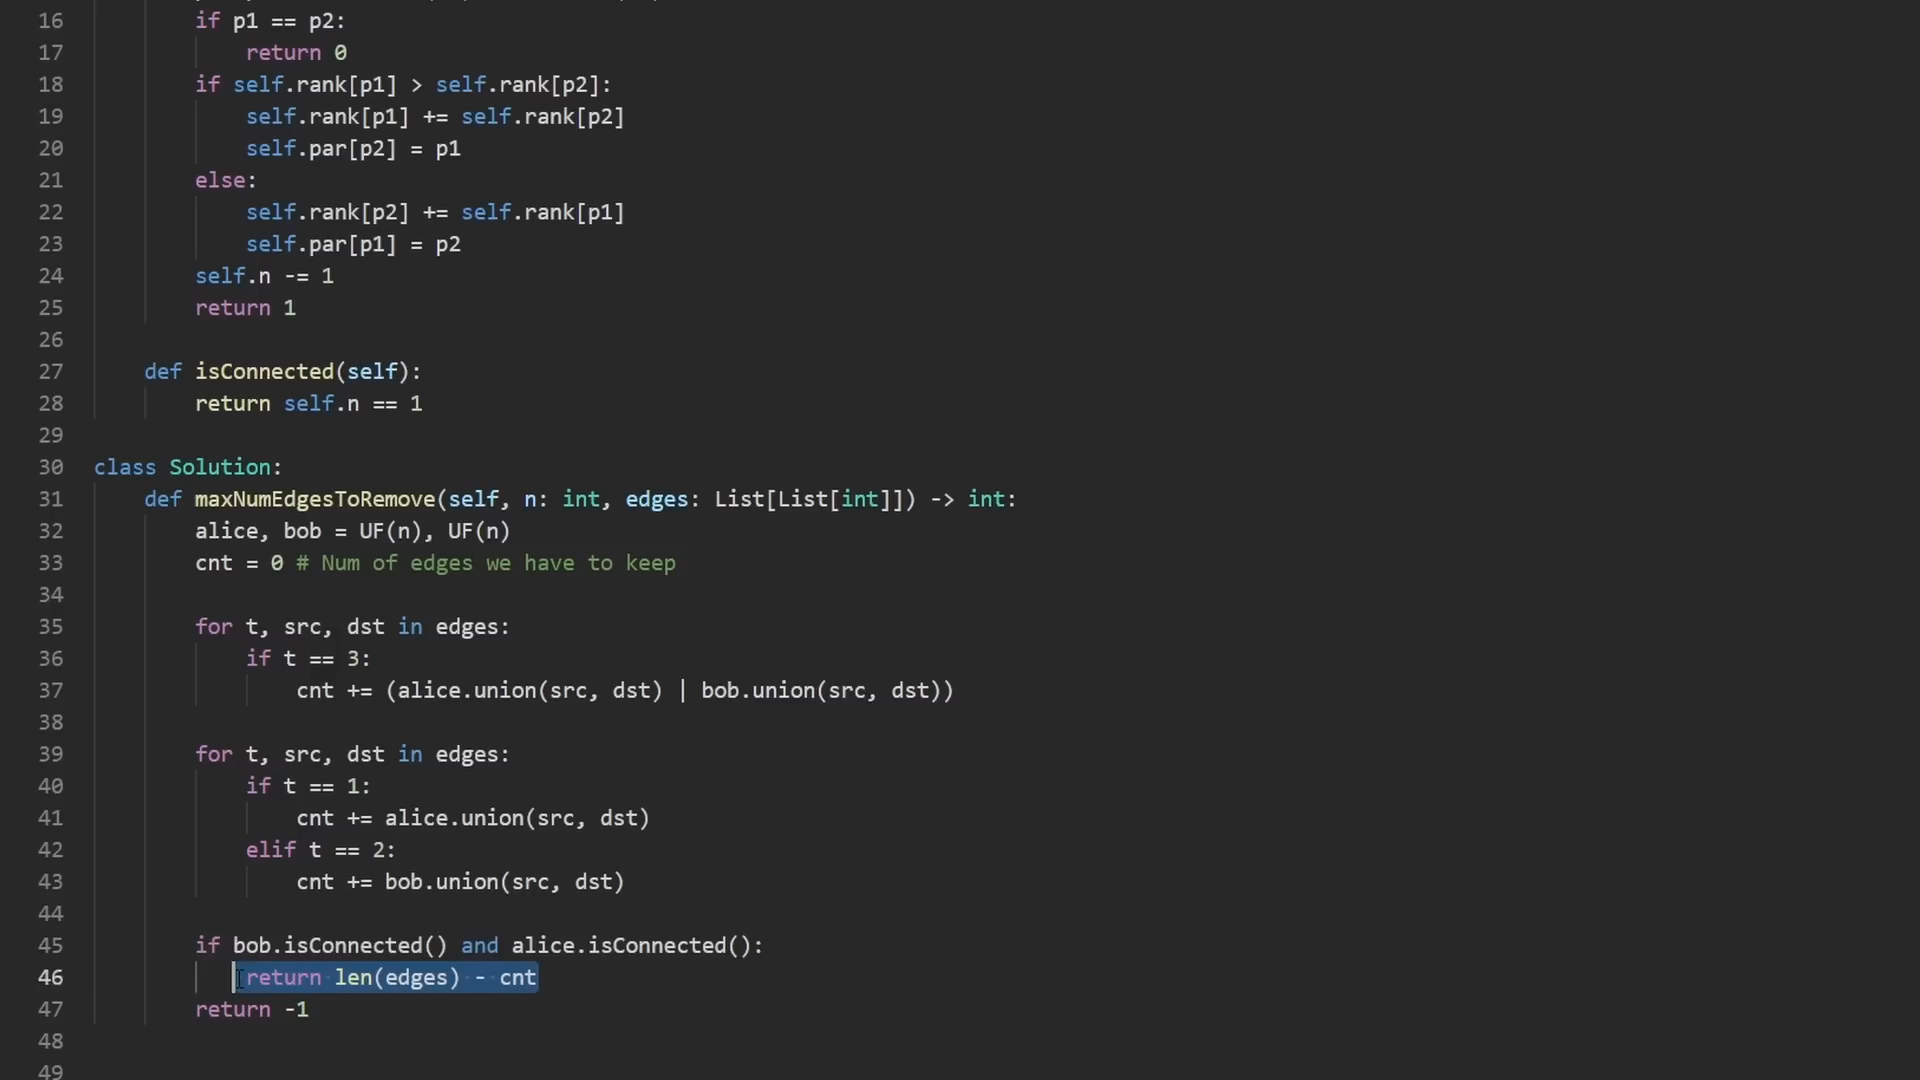 16 if p1 == p2:
17 return 0
18 if self.rank[p1] > self.rank[p2]:
19 self.rank[p1] += self.rank[p2]
20 self.par[p2] = p1
21 else:
22 self.rank[p2] += self.rank[p1]
23 self.par[p1] = p2
24 self.n -= 1
25 return 1
26
27 def isConnected(self):
28 return self.n == 1
29
30 class Solution:
31 def maxNumEdgesToRemove(self, n: int, edges: List[List[int]]) -> int:
32 alice, bob = UF(n), UF(n)
33 cnt = 0 # Num of edges we have to keep
34
35 for t, src, dst in edges:
36 if t == 3:
37 cnt += (alice.union(src, dst) | bob.union(src, dst))
38
39 for t, src, dst in edges:
40 if t == 1:
41 cnt += alice.union(src, dst)
42 elif t == 2:
43 cnt += bob.union(src, dst)
44
45 if bob.isConnected() and alice.isConnected():
46 return len(edges) - cnt
47 return -1
48
49